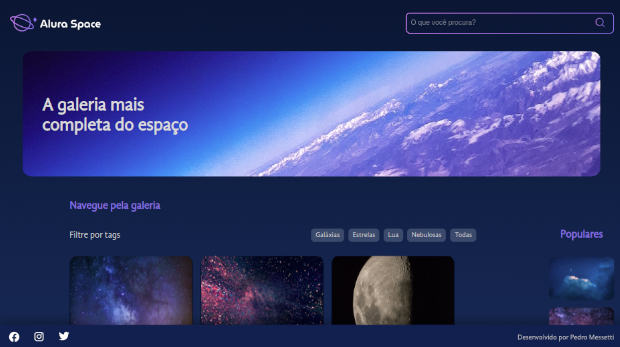 Alura Space
O que você procura?
A galeria mais
completa do espaço
Navegue pela galeria
Filtre por tags
Galáxias
Estrelas
Lua
Nebulosas
Todas
Populares
Desenvolvido por Pedro Messetti